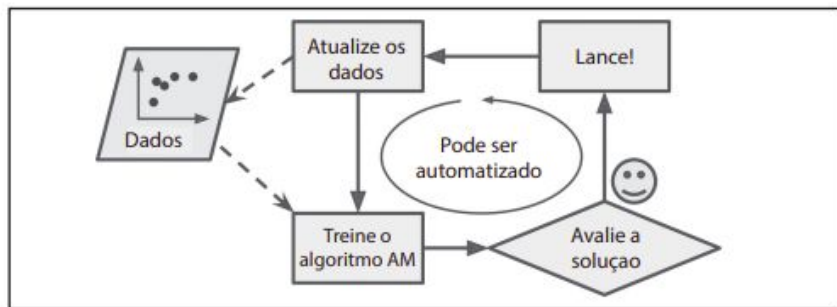 Atualize os
dados
Lance!
Dados
Pode ser
automatizado
Treine o
algoritmo AM
Avalie a
soluçao